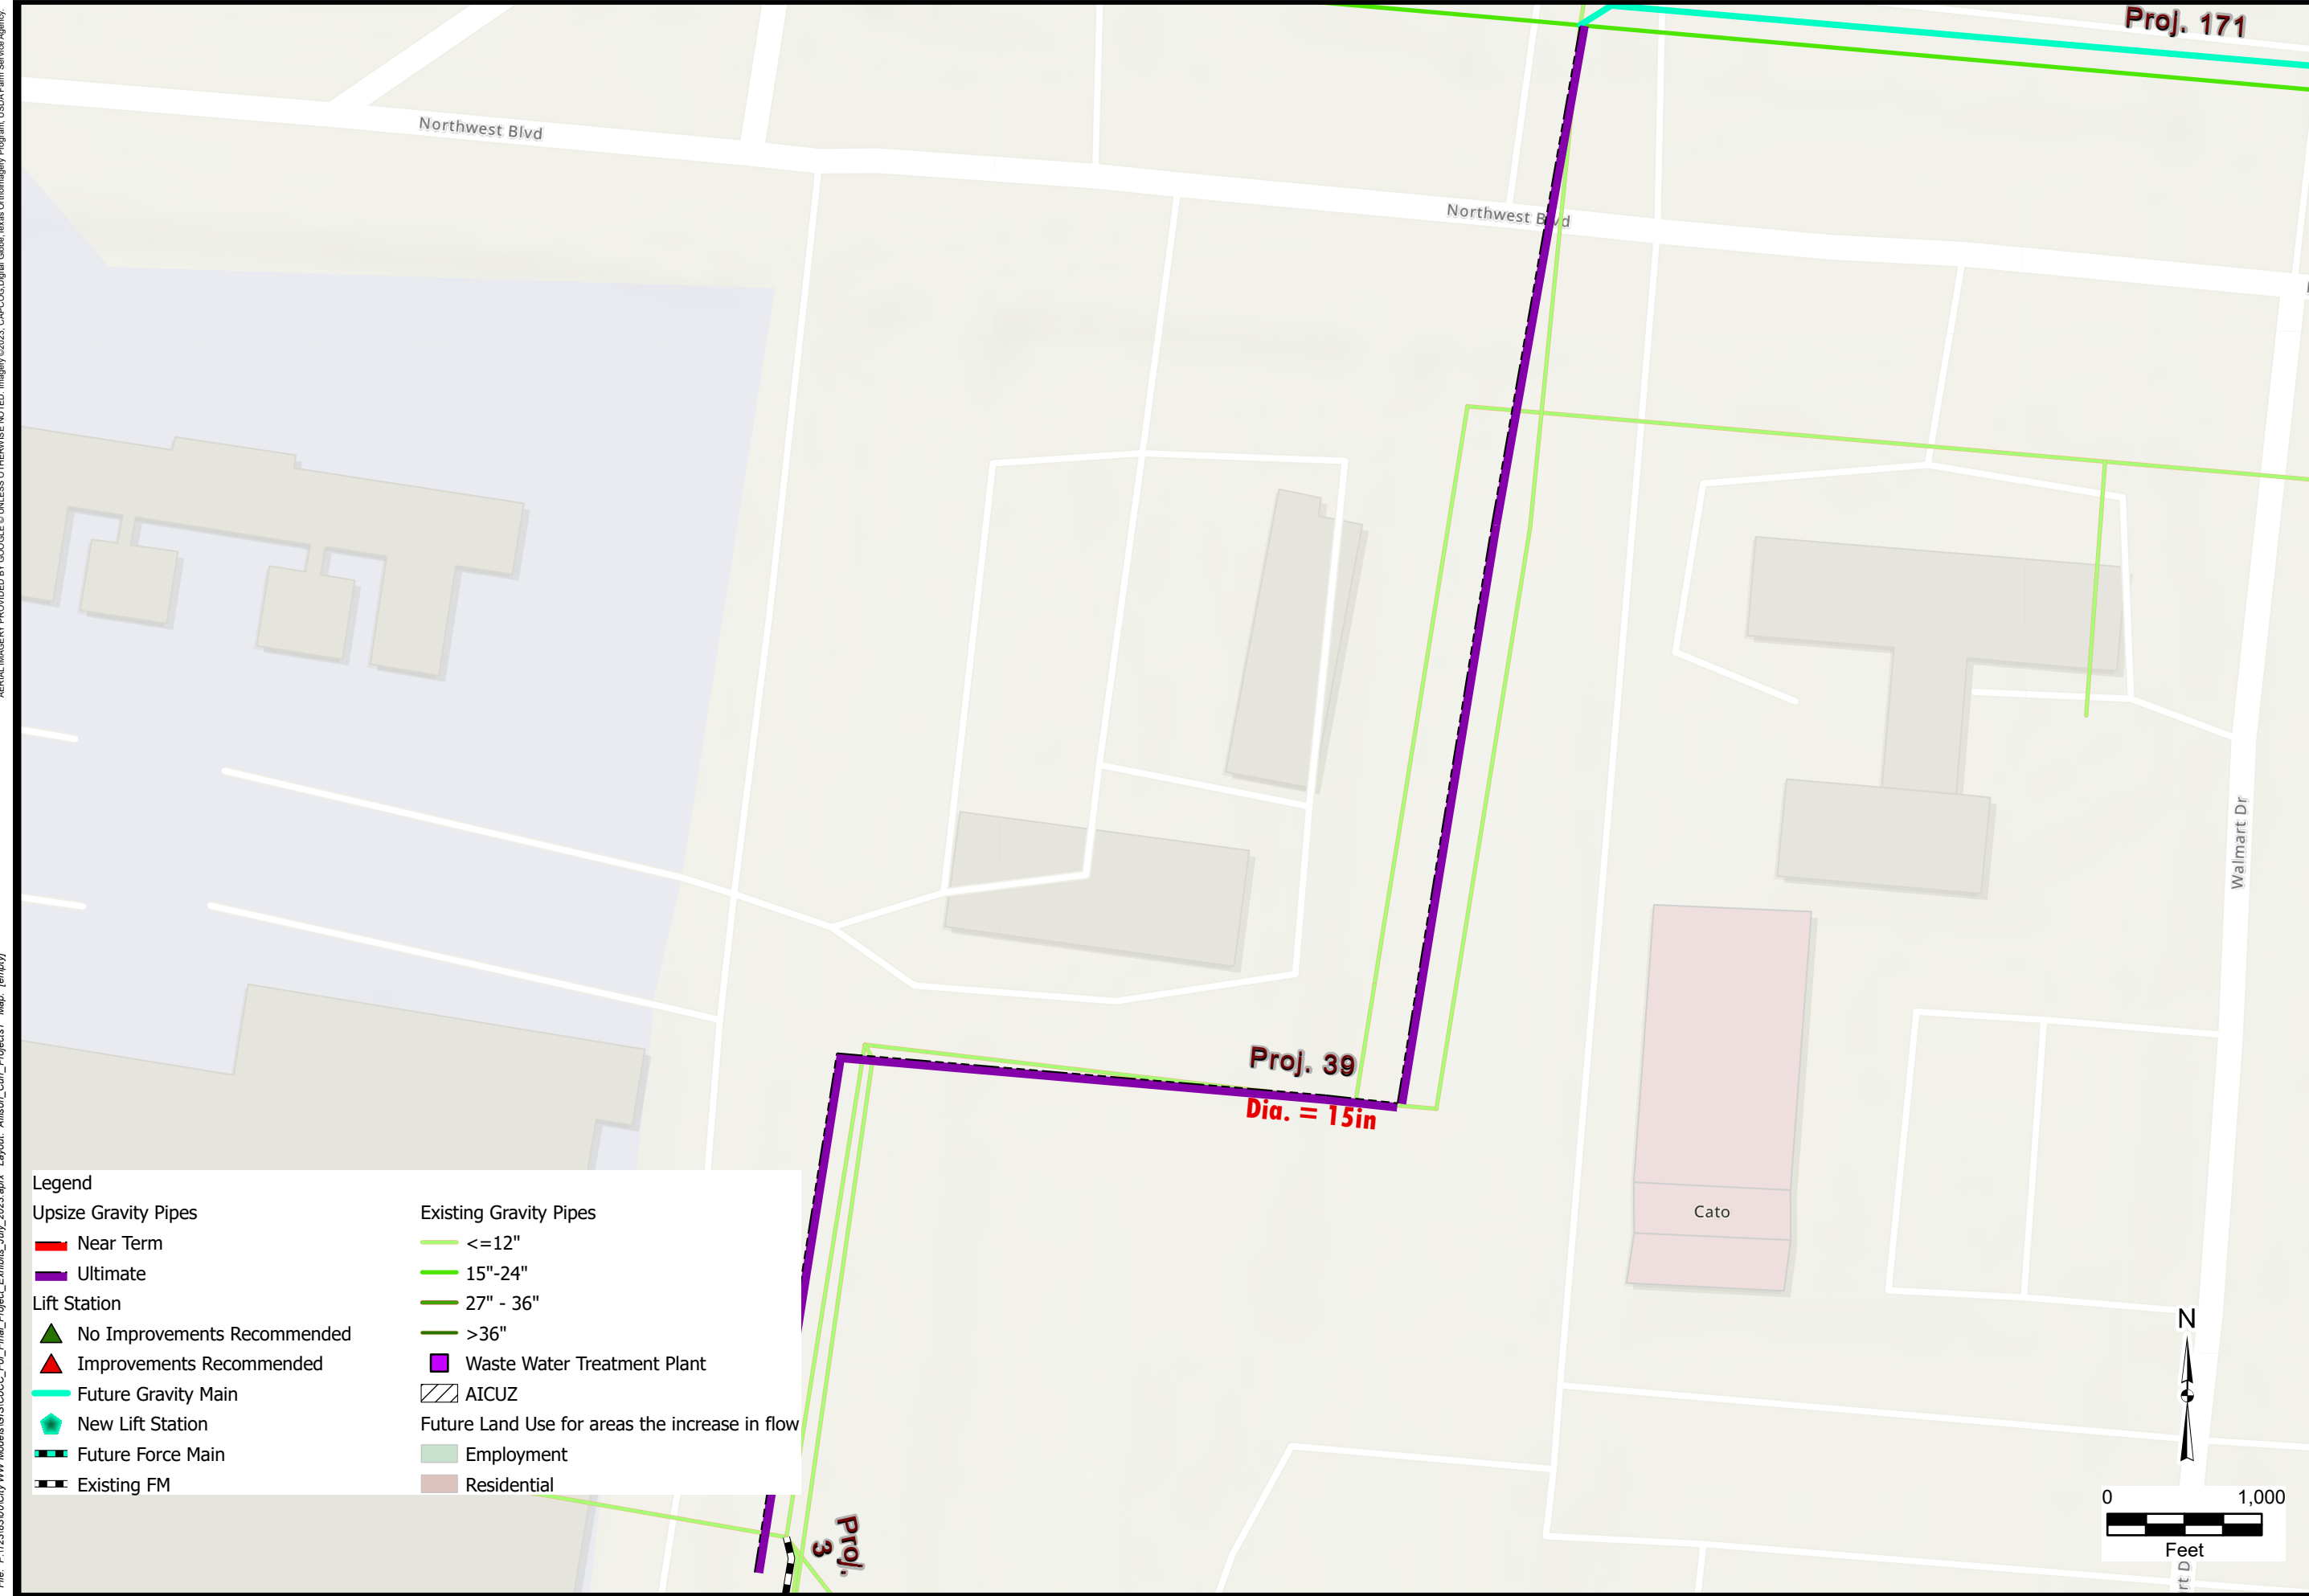 Proj. 171
Northwest Blvd
Northwest Blvd
Walmart Dr
Proj. 39
Dia. = 15in
Cato
Legend
Upsize Gravity Pipes
Near Term
Ultimate
Lift Station
No Improvements Recommended
Improvements Recommended
Future Gravity Main
New Lift Station
Future Force Main
Existing FM
Existing Gravity Pipes
<=12"
15"-24"
27" - 36"
>36"
Waste Water Treatment Plant
AICUZ
Future Land Use for areas the increase in flow
Employment
Residential
Proj.
3
N
0 1,000
Feet